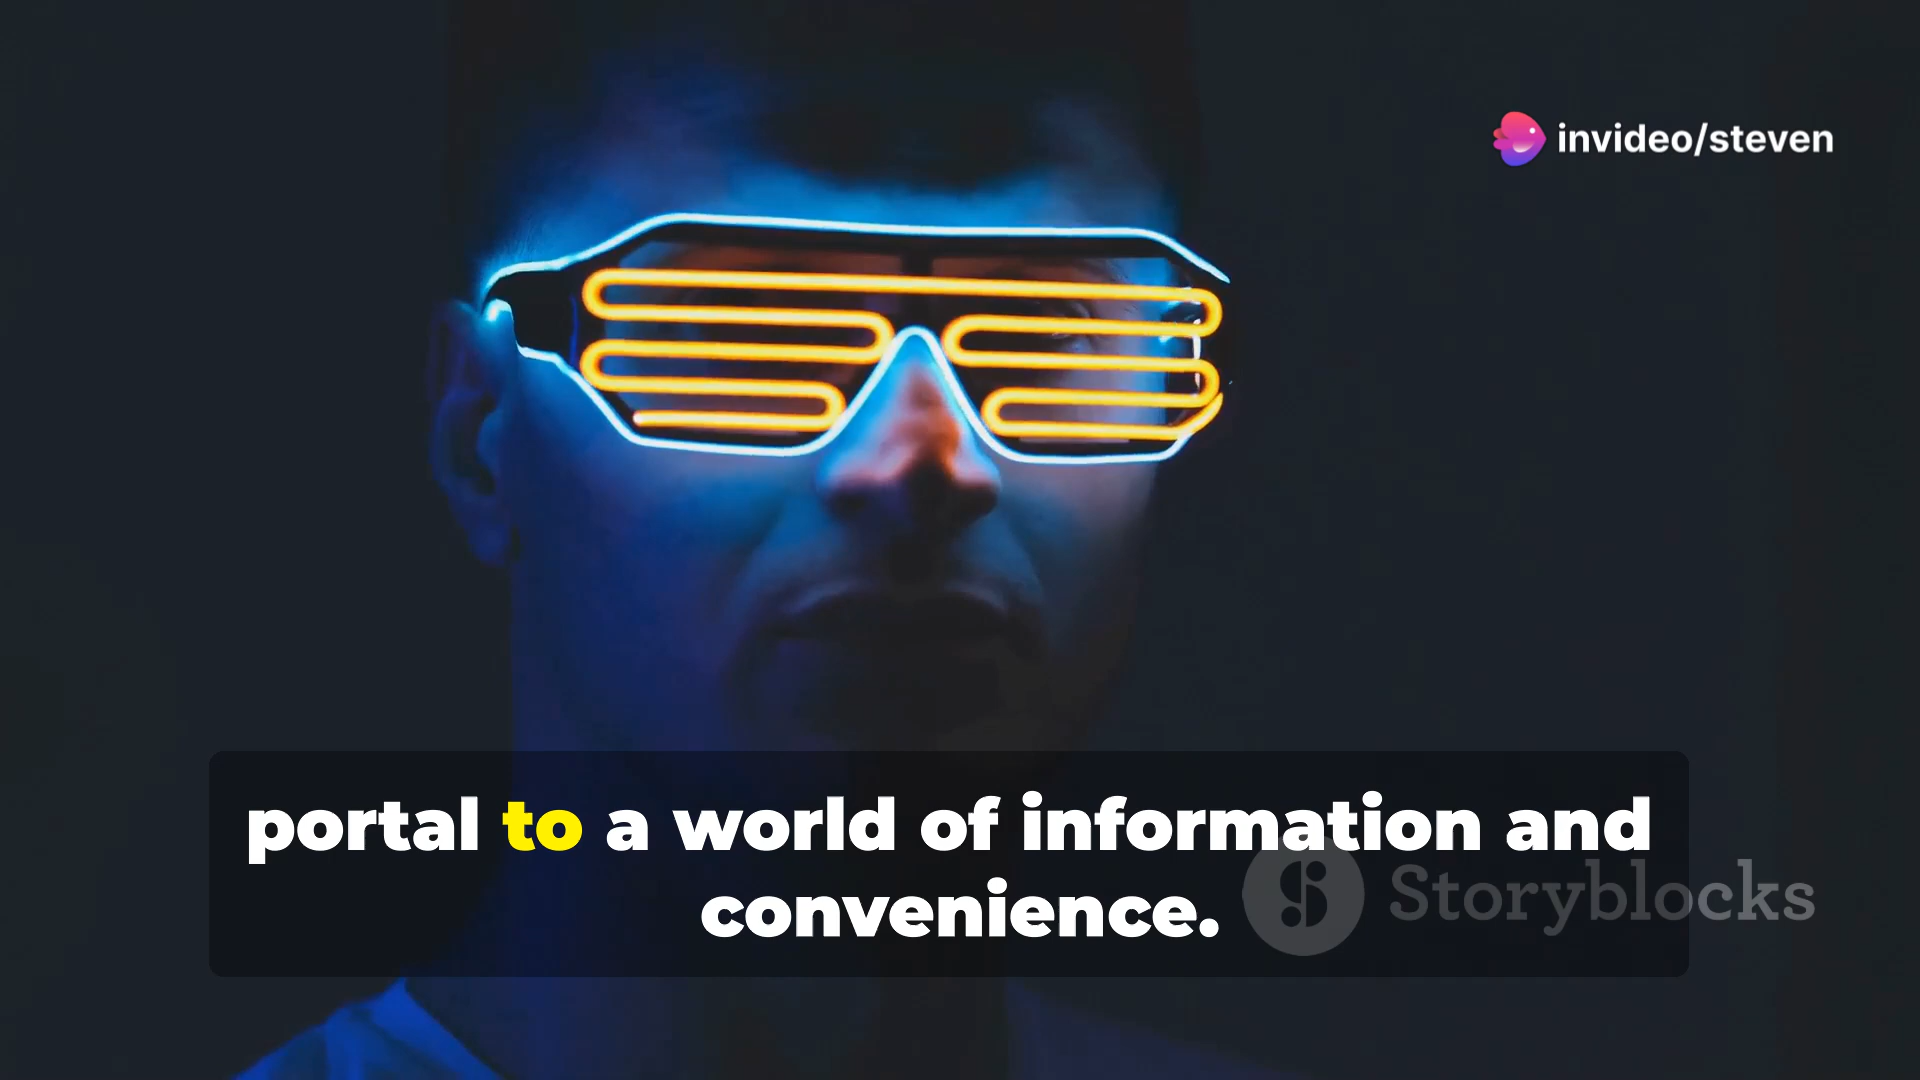 invideo/steven
portal to a world of information and
convenience.
Storyblocks